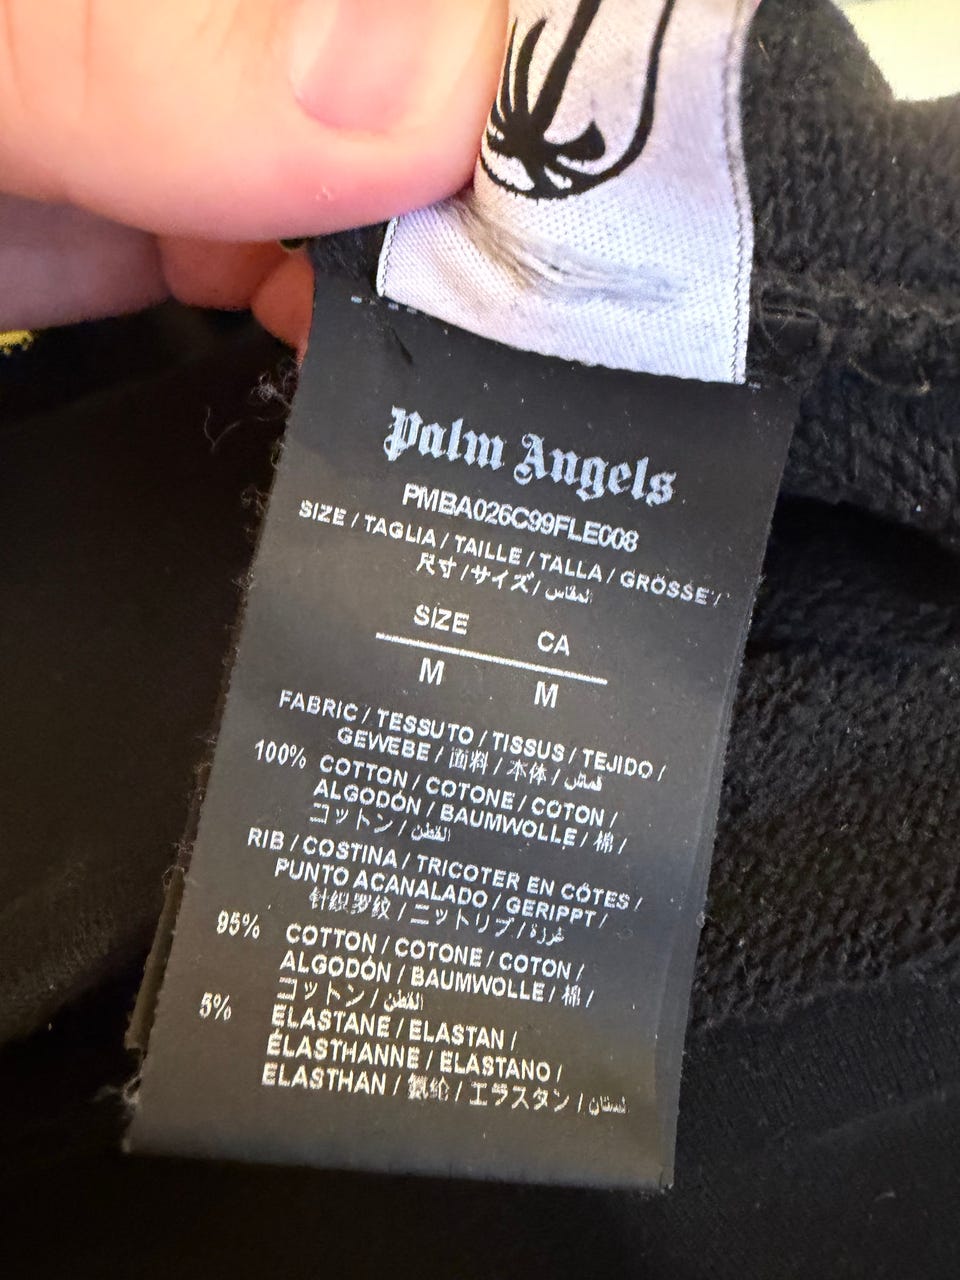 Palm Angels
PMBA026C99FLE008
SIZE / TAGLIA / TAILLE / TALLA / GRÖSSE /
尺寸 / サイズ / المقاس
SIZE CA
M M
FABRIC / TESSUTO / TISSUS / TEJIDO /
GEWEBE / 面料 / 本体 / قماش
100% COTTON / COTONE / COTON /
ALGODÓN / BAUMWOLLE / 棉 /
コットン / القطن
RIB / COSTINA / TRICOTER EN CÔTES /
PUNTO ACANALADO / GERIPPT /
针织罗纹 / ニットリブ / غرزة
95% COTTON / COTONE / COTON /
ALGODÓN / BAUMWOLLE / 棉 /
コットン / القطن
5% ELASTANE / ELASTAN /
ÉLASTHANNE / ELASTANO /
ELASTHAN / 氨纶 / エラスタン /